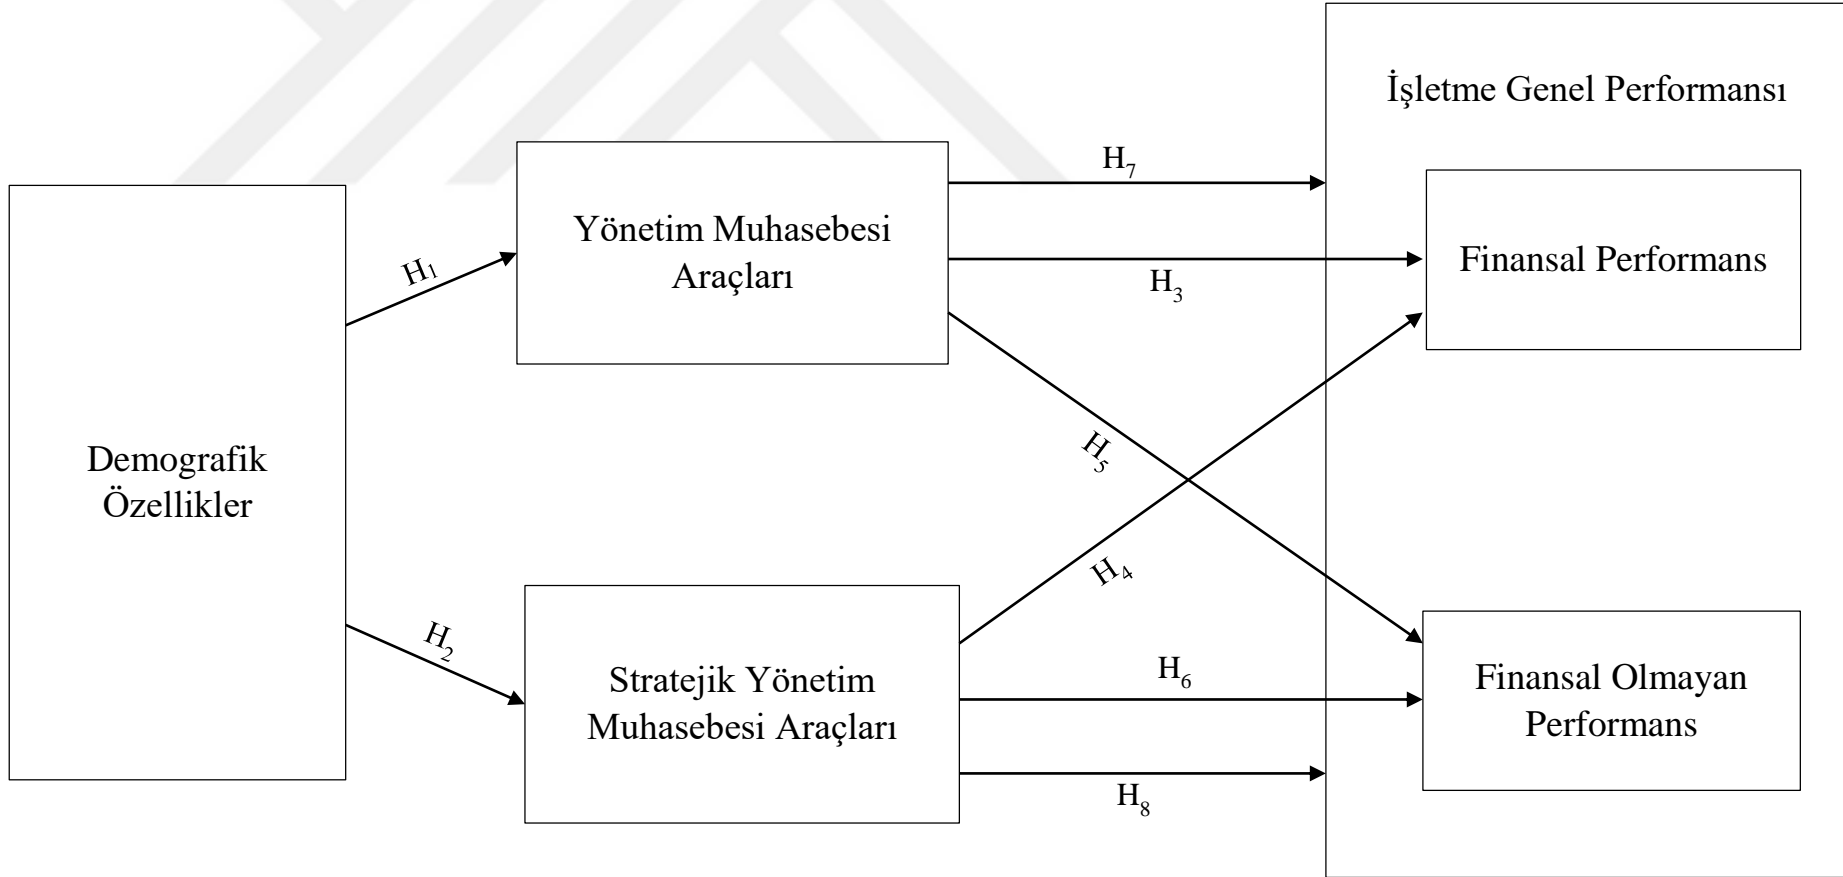 İşletme Genel Performansı
H₇
Yönetim Muhasebesi
Araçları
Finansal Performans
H₁
H₃
Demografik
Özellikler
H₅
H₄
H₂
Stratejik Yönetim
Muhasebesi Araçları
H₆
Finansal Olmayan
Performans
H₈